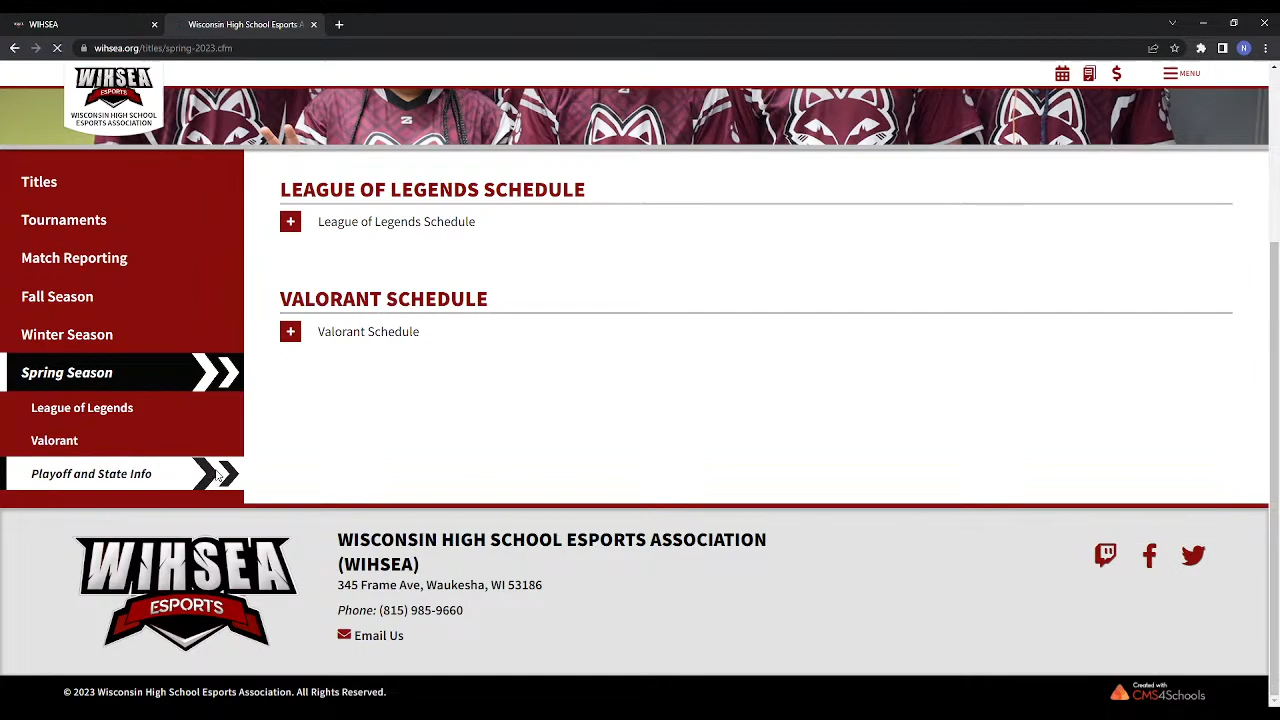 WIHSEA
Wisconsin High School Esports A
N
wihsea.org/titles/spring-2023.cfm
WIHSEA
ESPORTS
WISCONSIN HIGH SCHOOL
ESPORTS ASSOCIATION
MENU
Titles
Tournaments
Match Reporting
Fall Season
Winter Season
Spring Season
League of Legends
Valorant
Playoff and State Info
LEAGUE OF LEGENDS SCHEDULE
League of Legends Schedule
VALORANT SCHEDULE
Valorant Schedule
WIHSEA
ESPORTS
WISCONSIN HIGH SCHOOL ESPORTS ASSOCIATION
(WIHSEA)
345 Frame Ave, Waukesha, WI 53186
Phone: (815) 985-9660
Email Us
© 2023 Wisconsin High School Esports Association. All Rights Reserved.
Created with
CMS4Schools